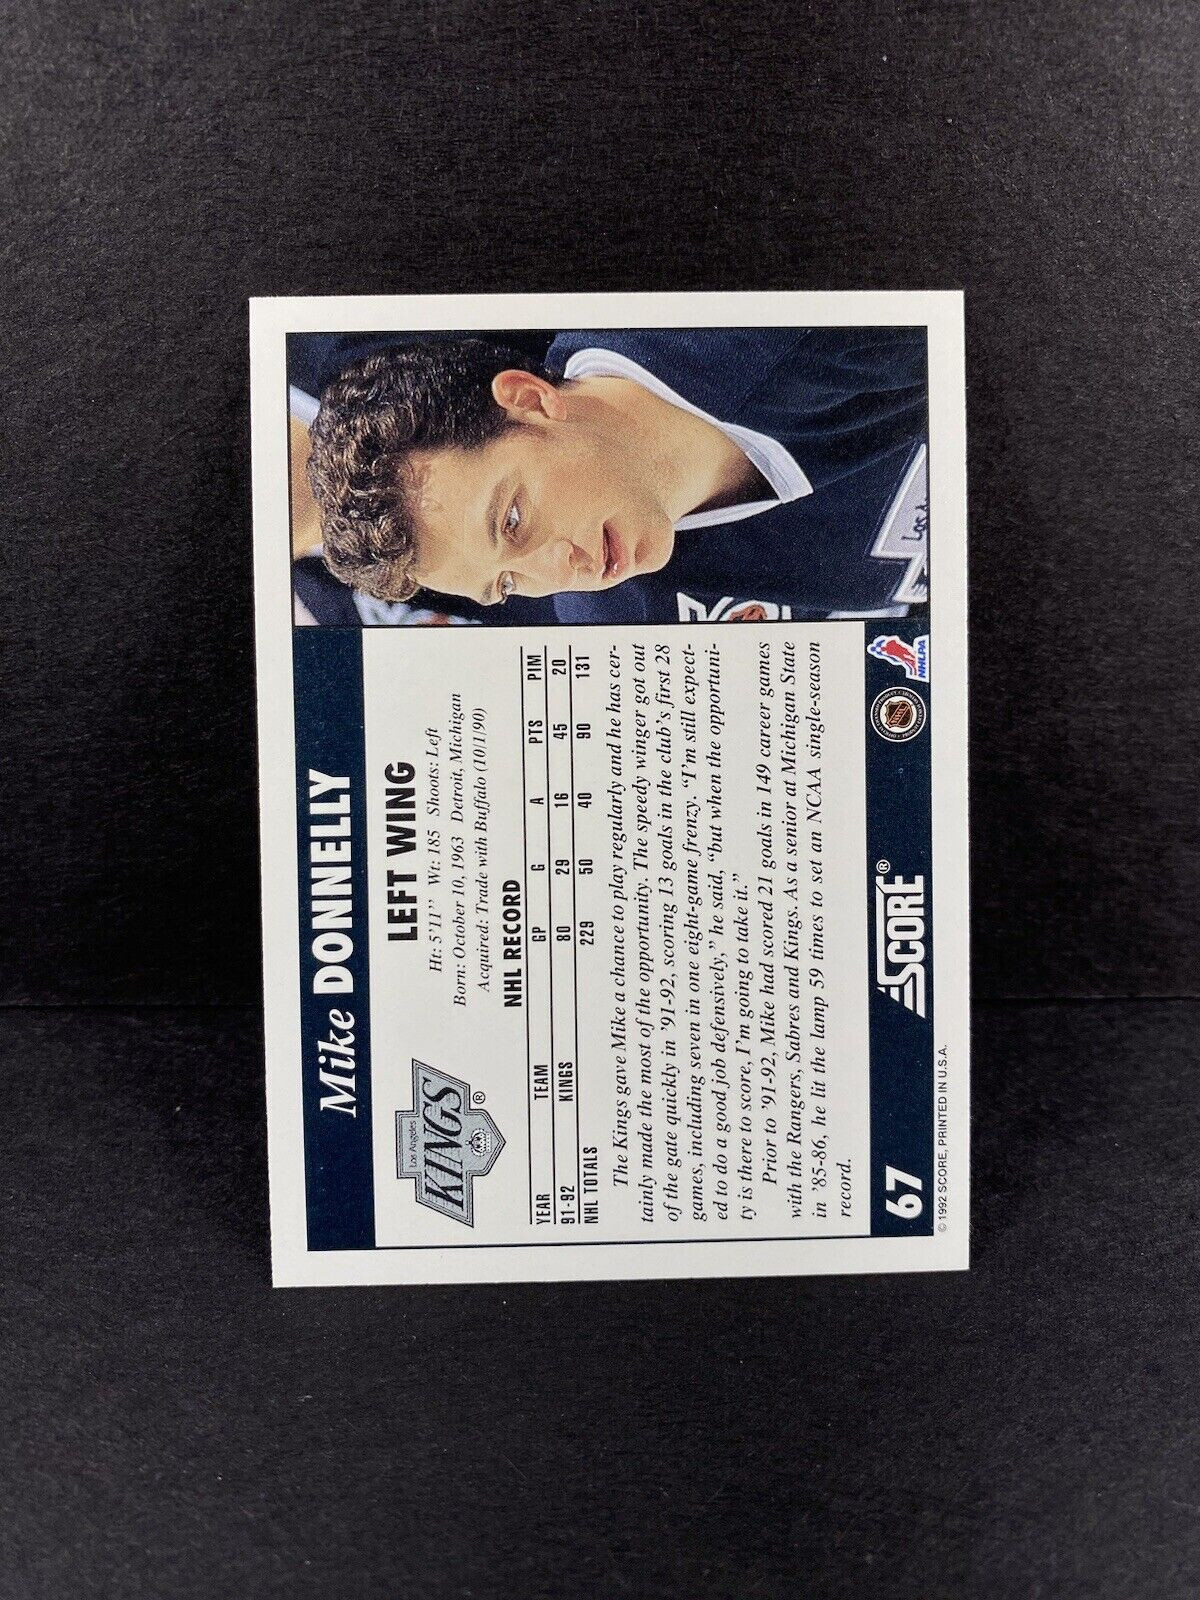 Mike DONNELLY
Los Angeles
KINGS
®
LEFT WING
Ht: 5'11" Wt: 185 Shoots: Left
Born: October 10, 1963 Detroit, Michigan
Acquired: Trade with Buffalo (10/1/90)
NHL RECORD
YEAR TEAM GP G A PTS PIM
91-92 KINGS 80 29 16 45 20
NHL TOTALS 229 50 40 90 131
The Kings gave Mike a chance to play regularly and he has cer-
tainly made the most of the opportunity. The speedy winger got out
of the gate quickly in '91-92, scoring 13 goals in the club's first 28
games, including seven in one eight-game frenzy. "I'm still expect-
ed to do a good job defensively," he said, "but when the opportuni-
ty is there to score, I'm going to take it."
Prior to '91-92, Mike had scored 21 goals in 149 career games
with the Rangers, Sabres and Kings. As a senior at Michigan State
in '85-86, he lit the lamp 59 times to set an NCAA single-season
record.
67
SCORE®
NHL
NHLPA
© 1992 SCORE, PRINTED IN U.S.A.